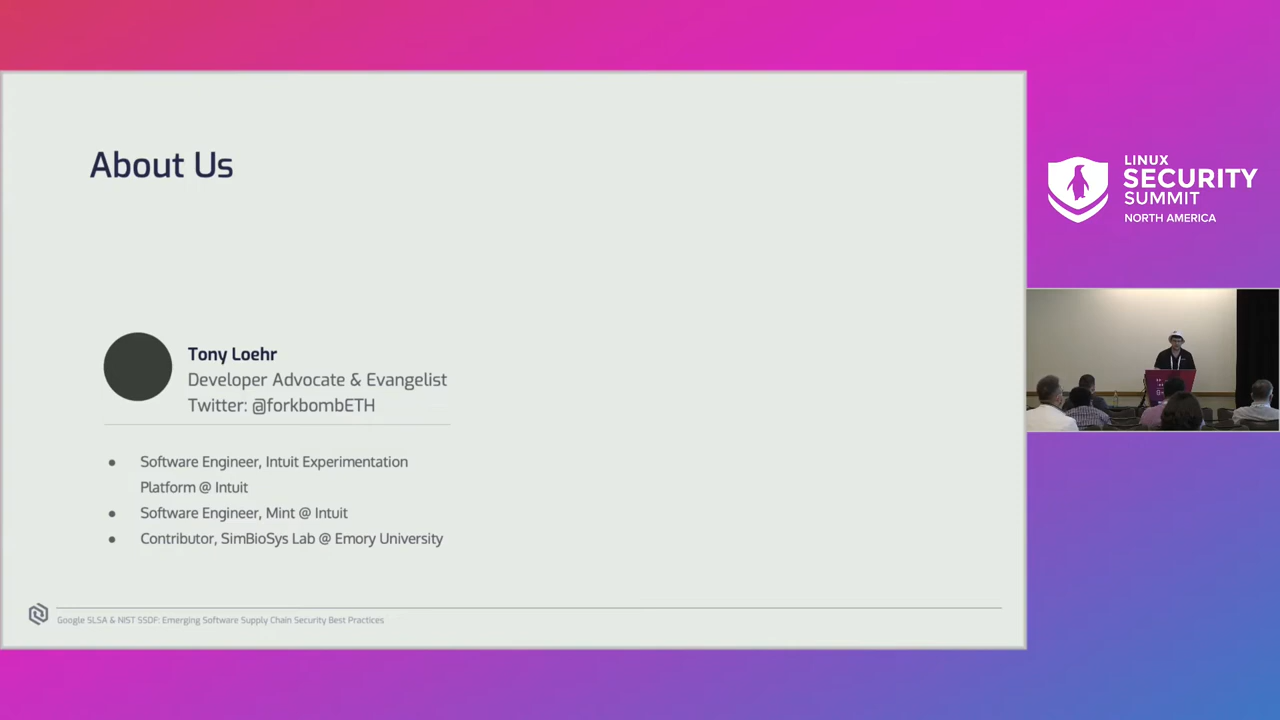 About Us
Tony Loehr
Developer Advocate & Evangelist
Twitter: @forkbombETH
Software Engineer, Intuit Experimentation
Platform @ Intuit
Software Engineer, Mint @ Intuit
Contributor, SimBioSys Lab @ Emory University
Google SLSA & NIST SSDF: Emerging Software Supply Chain Security Best Practices
LINUX
SECURITY
SUMMIT
NORTH AMERICA